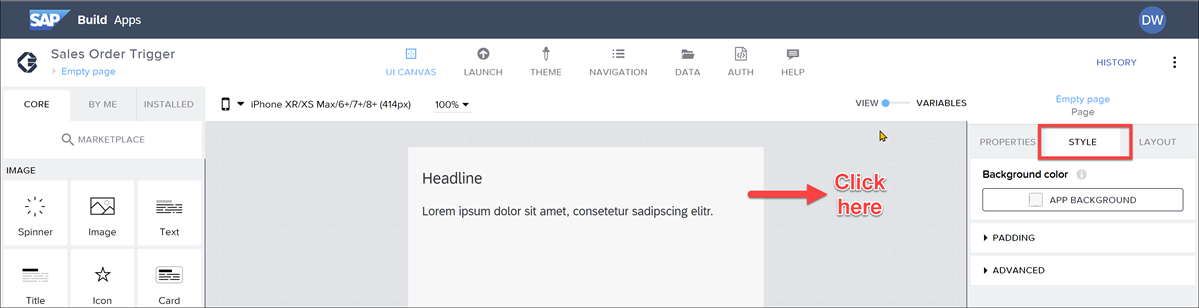 SAP Build Apps DW
Sales Order Trigger
Empty page
UI CANVAS LAUNCH THEME NAVIGATION DATA AUTH HELP
HISTORY
CORE BY ME INSTALLED
iPhone XR/XS Max/6+/7+/8+ (414px) 100%
VIEW VARIABLES
Empty page
Page
MARKETPLACE
PROPERTIES STYLE LAYOUT
IMAGE
Background color
APP BACKGROUND
Headline
Lorem ipsum dolor sit amet, consetetur sadipscing elitr.
Click
here
Spinner Image Text
PADDING
ADVANCED
Title Icon Card